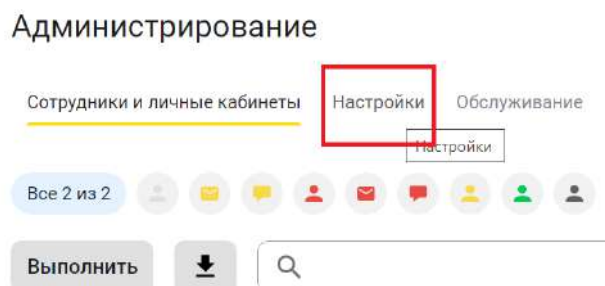 Администрирование
Сотрудники и личные кабинеты Настройки Обслуживание
Настройки
Все 2 из 2
Выполнить